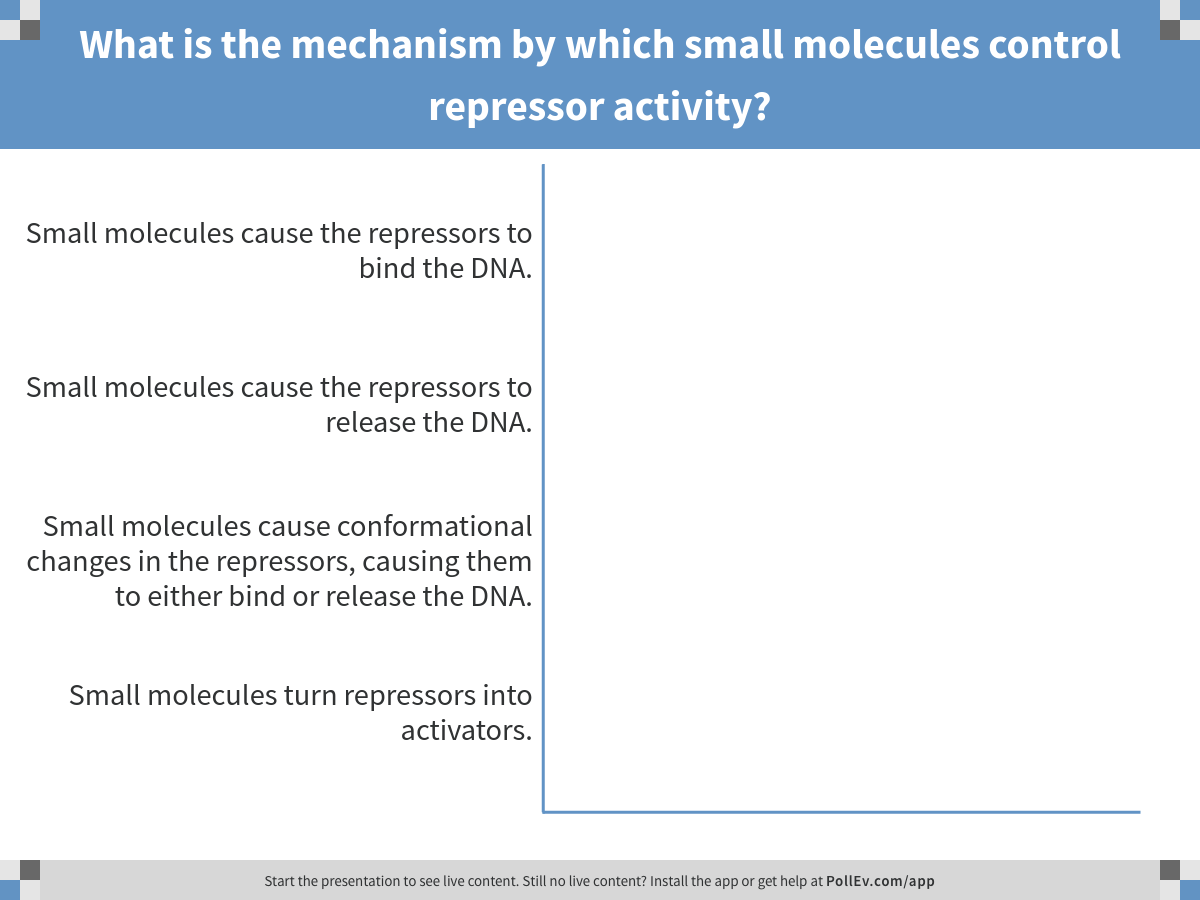 What is the mechanism by which small molecules control
repressor activity?
Small molecules cause the repressors to
bind the DNA.
Small molecules cause the repressors to
release the DNA.
Small molecules cause conformational
changes in the repressors, causing them
to either bind or release the DNA.
Small molecules turn repressors into
activators.
Start the presentation to see live content. Still no live content? Install the app or get help at PollEv.com/app